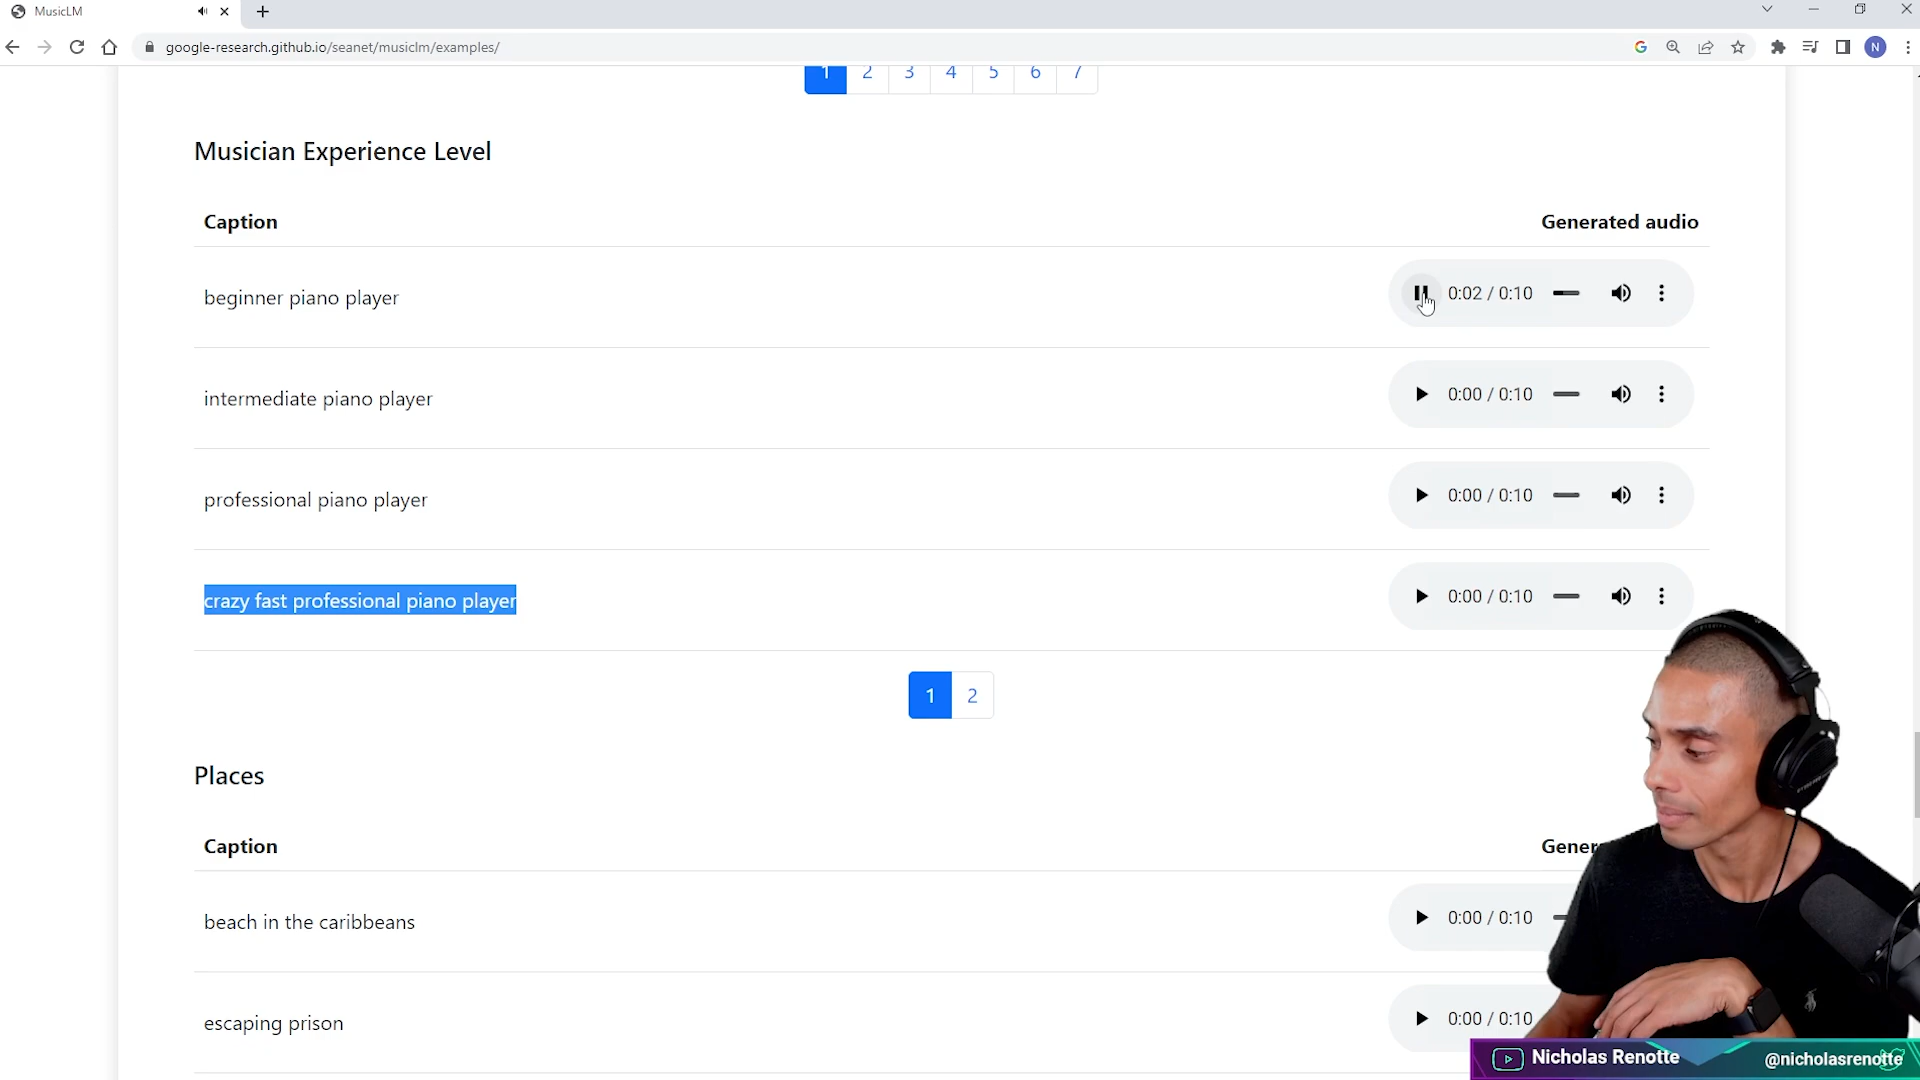 MusicLM
google-research.github.io/seanet/musiclm/examples/
N
1 2 3 4 5 6 7
Musician Experience Level
Caption Generated audio
beginner piano player 0:02 / 0:10
intermediate piano player 0:00 / 0:10
professional piano player 0:00 / 0:10
crazy fast professional piano player 0:00 / 0:10
1 2
Places
Caption
beach in the caribbeans 0:00 / 0:10
escaping prison 0:00 / 0:10
Nicholas Renotte @nicholasrenotte